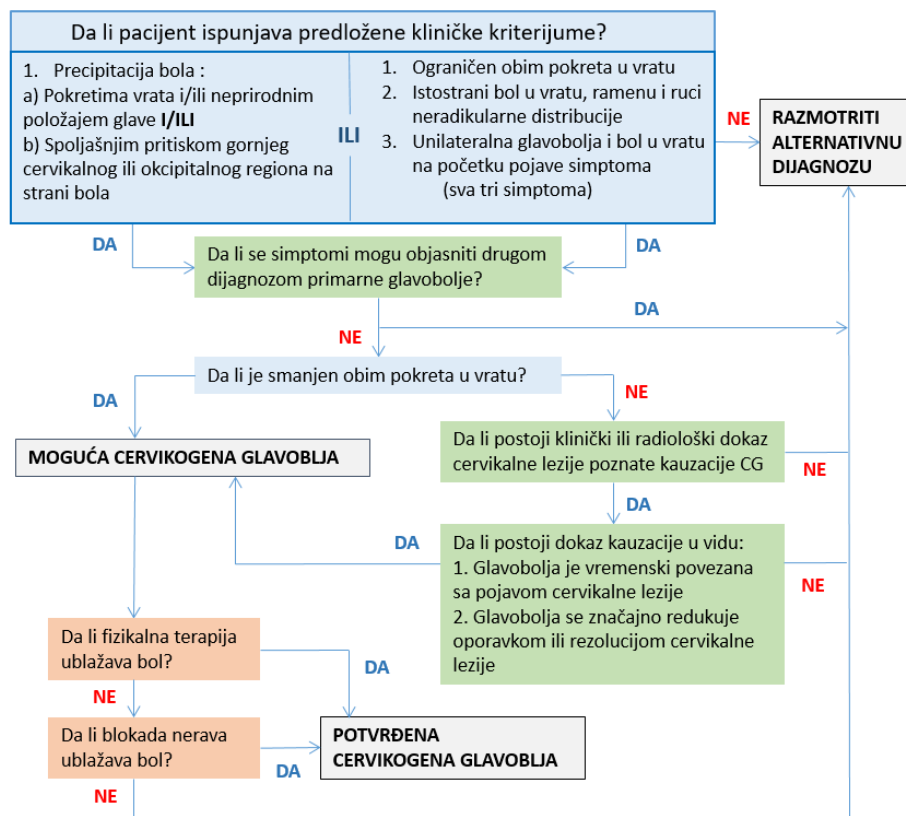 Da li pacijent ispunjava predložene kliničke kriterijume?
1. Precipitacija bola :
a) Pokretima vrata i/ili neprirodnim
položajem glave I/ILI
b) Spoljašnjim pritiskom gornjeg
cervikalnog ili okcipitalnog regiona na
strani bola
ILI
1. Ograničen obim pokreta u vratu
2. Istostrani bol u vratu, ramenu i ruci
neradikularne distribucije
3. Unilateralna glavobolja i bol u vratu
na početku pojave simptoma
(sva tri simptoma)
NE
RAZMOTRITI
ALTERNATIVNU
DIJAGNOZU
DA
DA
Da li se simptomi mogu objasniti drugom
dijagnozom primarne glavobolje?
DA
NE
Da li je smanjen obim pokreta u vratu?
DA
NE
MOGUĆA CERVIKOGENA GLAVOBLJA
Da li postoji klinički ili radiološki dokaz
cervikalne lezije poznate kauzacije CG
NE
DA
DA
Da li postoji dokaz kauzacije u vidu:
1. Glavobolja je vremenski povezana
sa pojavom cervikalne lezije
2. Glavobolja se značajno redukuje
oporavkom ili rezolucijom cervikalne
lezije
NE
Da li fizikalna terapija
ublažava bol?
DA
NE
Da li blokada nerava
ublažava bol?
DA
POTVRĐENA
CERVIKOGENA GLAVOBLJA
NE